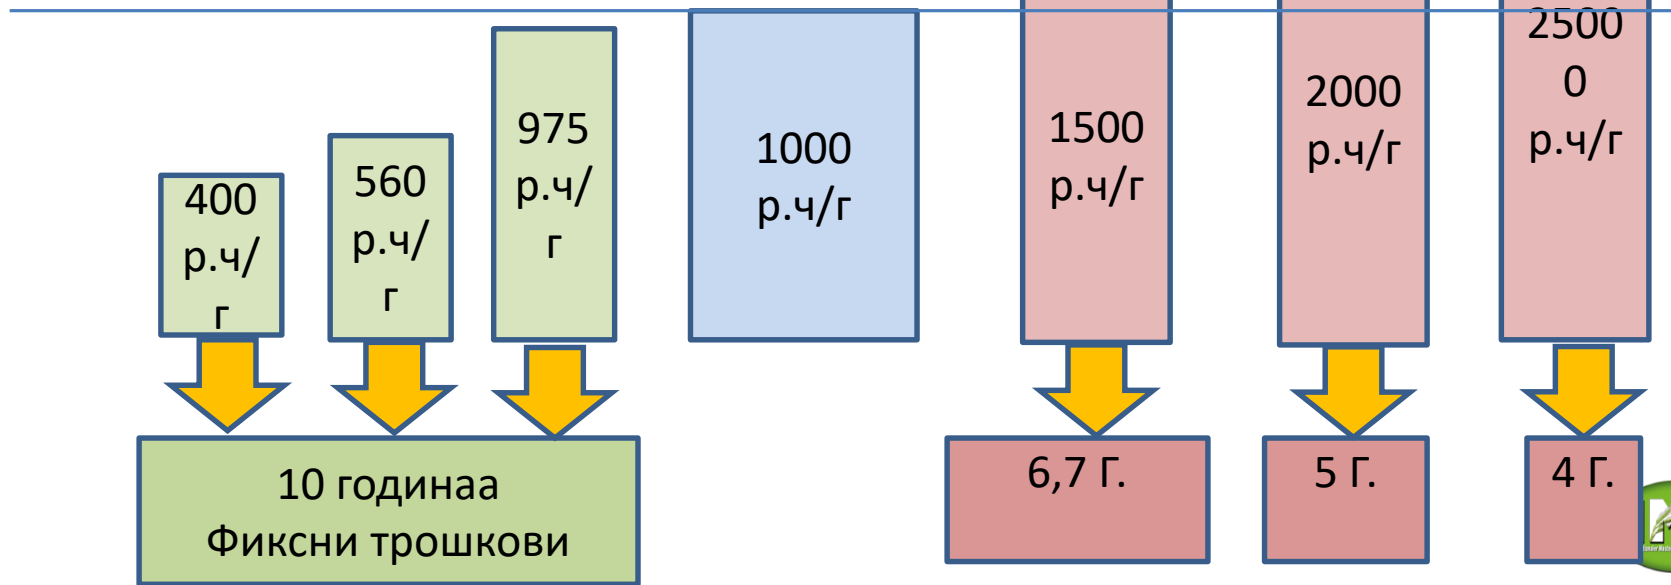 400
р.ч/
г
560
р.ч/
г
975
р.ч/
г
1000
р.ч/г
1500
р.ч/г
2000
р.ч/г
2500
0
р.ч/г
10 годинаа
Фиксни трошкови
6,7 Г.
5 Г.
4 Г.